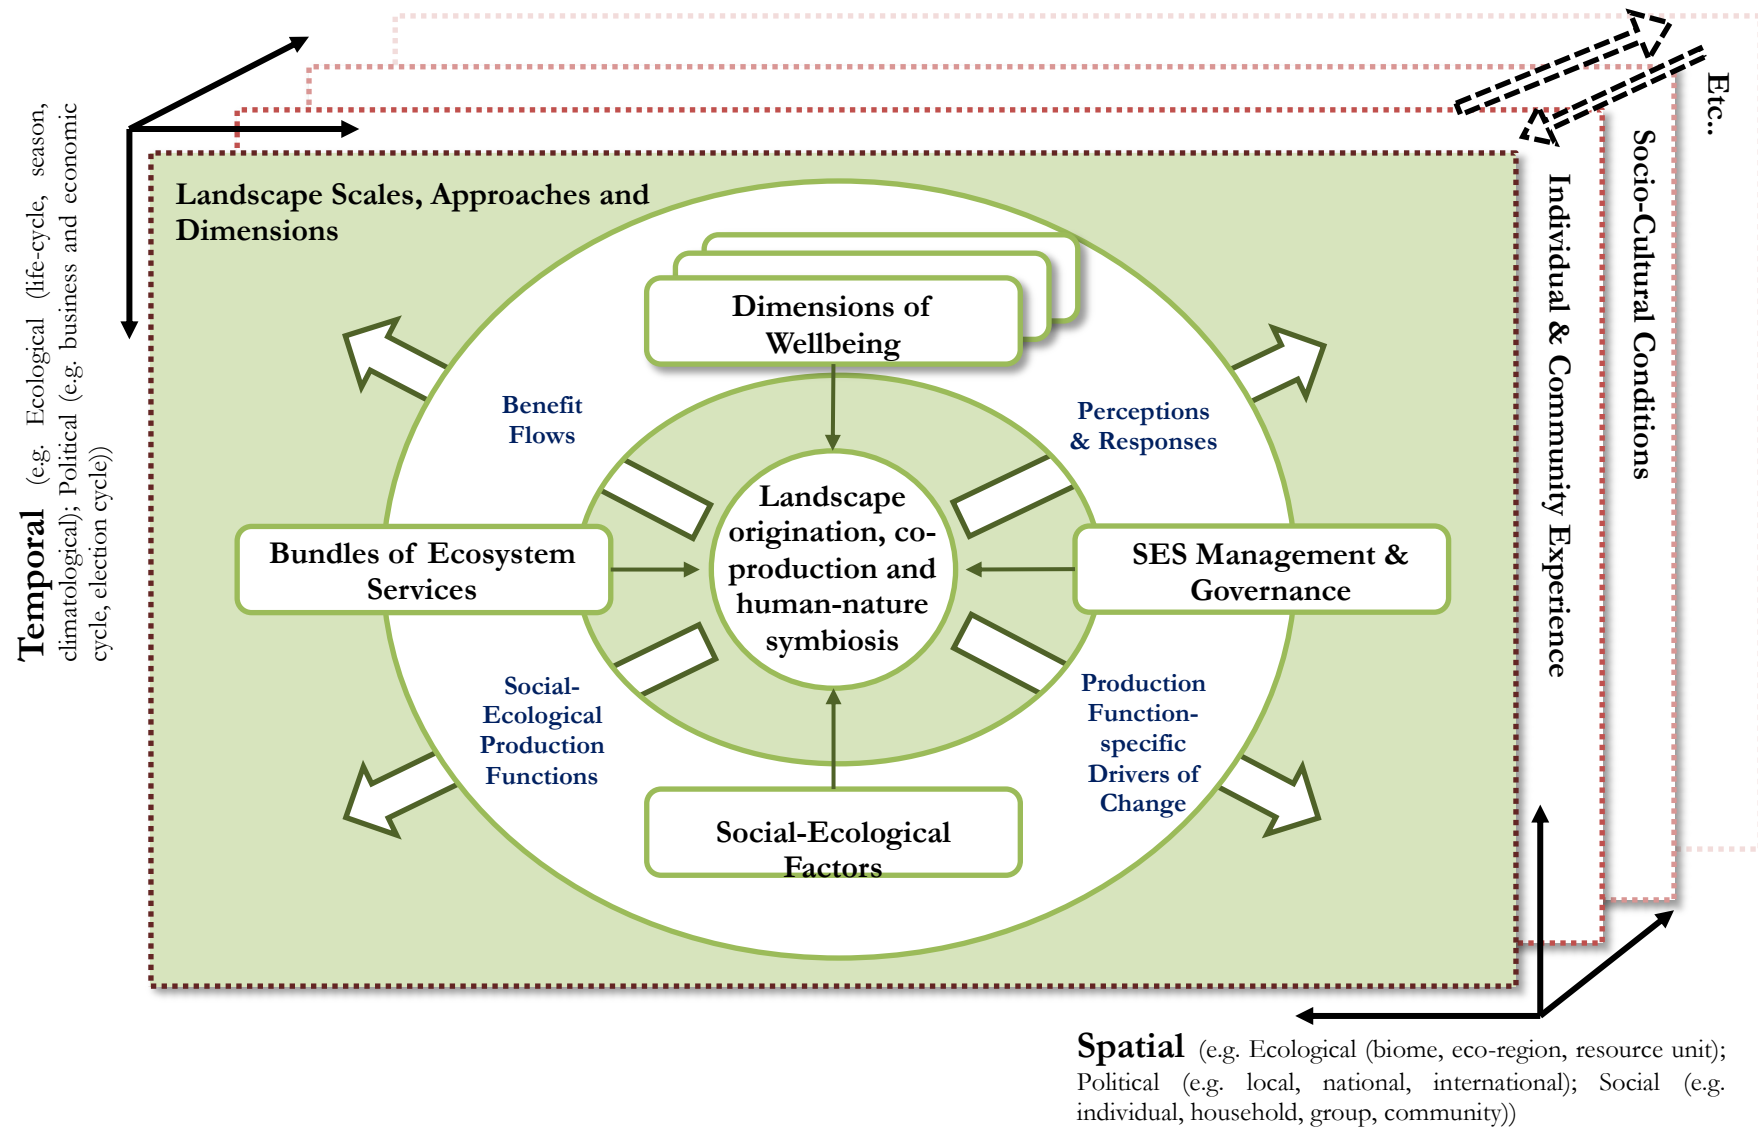 Landscape Scales, Approaches and
Dimensions
Dimensions of
Wellbeing
Benefit
Flows
Perceptions
& Responses
Landscape
origination, co-
production and
human-nature
symbiosis
Bundles of Ecosystem
Services
SES Management &
Governance
Social-
Ecological
Production
Functions
Production
Function-
specific
Drivers of
Change
Social-Ecological
Factors
Temporal (e.g. Ecological (life-cycle, season,
climatological); Political (e.g. business and economic
cycle, election cycle))
Individual & Community Experience
Socio-Cultural Conditions
Etc..
Spatial (e.g. Ecological (biome, eco-region, resource unit);
Political (e.g. local, national, international); Social (e.g.
individual, household, group, community))